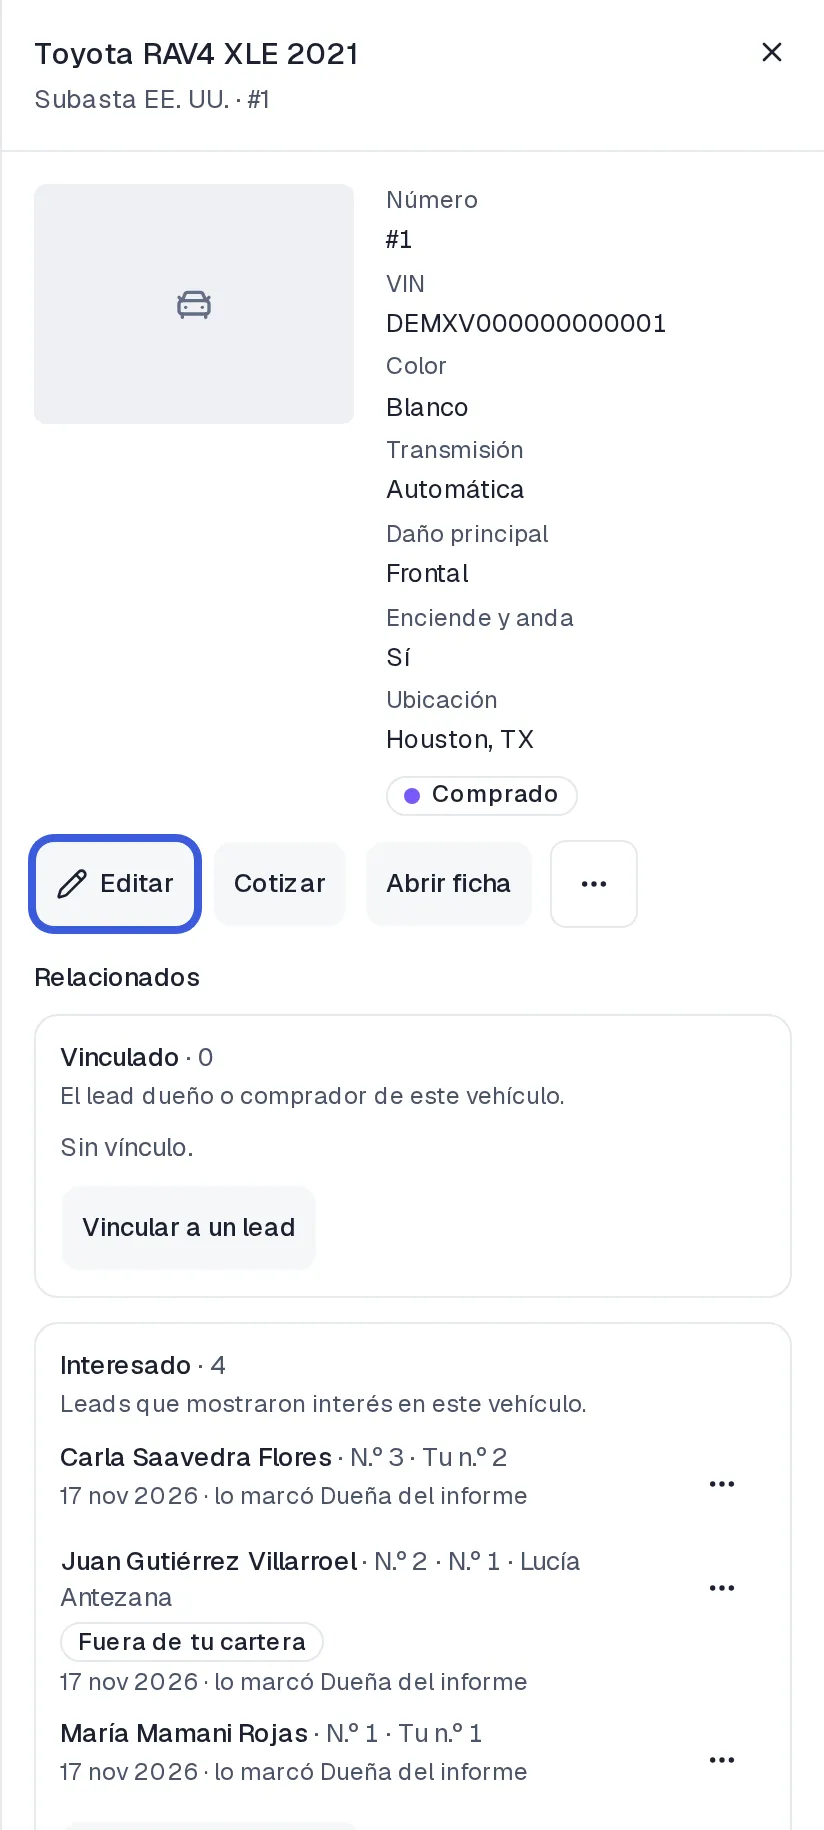 Toyota RAV4 XLE 2021
Subasta EE. UU. · #1
Número
#1
VIN
DEMXV000000000001
Color
Blanco
Transmisión
Automática
Daño principal
Frontal
Enciende y anda
Sí
Ubicación
Houston, TX
Comprado
Editar
Cotizar
Abrir ficha
Relacionados
Vinculado · 0
El lead dueño o comprador de este vehículo.
Sin vínculo.
Vincular a un lead
Interesado · 4
Leads que mostraron interés en este vehículo.
Carla Saavedra Flores · N.º 3 · Tu n.º 2
17 nov 2026 · lo marcó Dueña del informe
Juan Gutiérrez Villarroel · N.º 2 · N.º 1 · Lucía
Antezana
Fuera de tu cartera
17 nov 2026 · lo marcó Dueña del informe
María Mamani Rojas · N.º 1 · Tu n.º 1
17 nov 2026 · lo marcó Dueña del informe